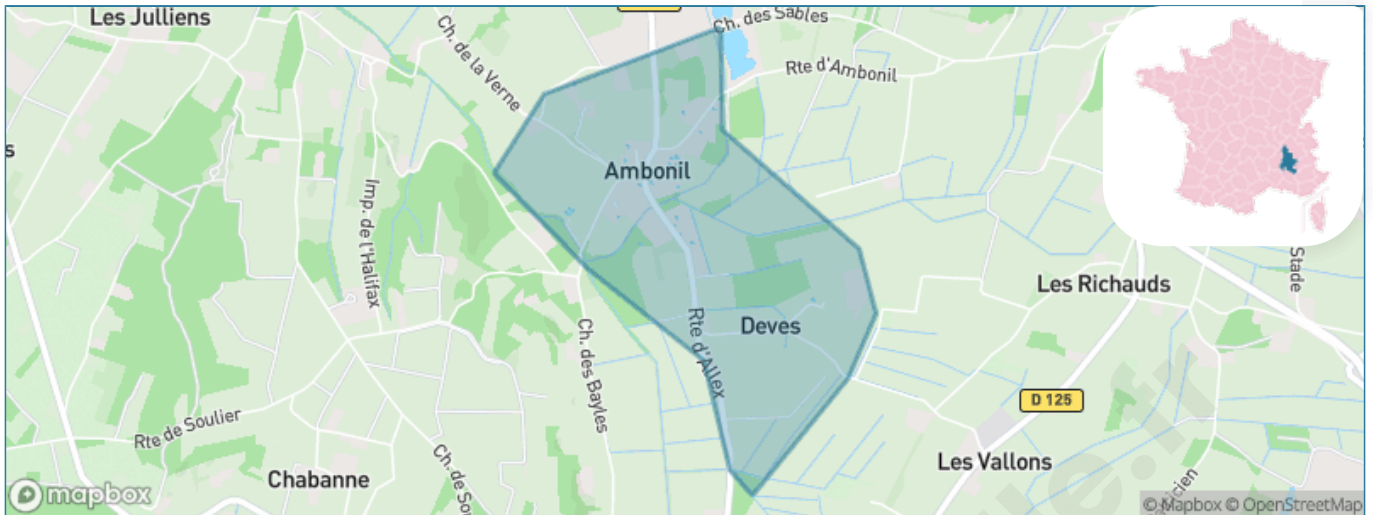 Les Julliens
Ch. des Sables
Ch. de la Verne
Rte d'Ambonil
s
Ambonil
Imp. de l'Halifax
Stade
Les Richauds
Deves
Rte d'Allex
Ch. des Bayles
D 125
Rte de Soulier
Chabanne
Ch. de So
Les Vallons
mapbox
© Mapbox © OpenStreetMap